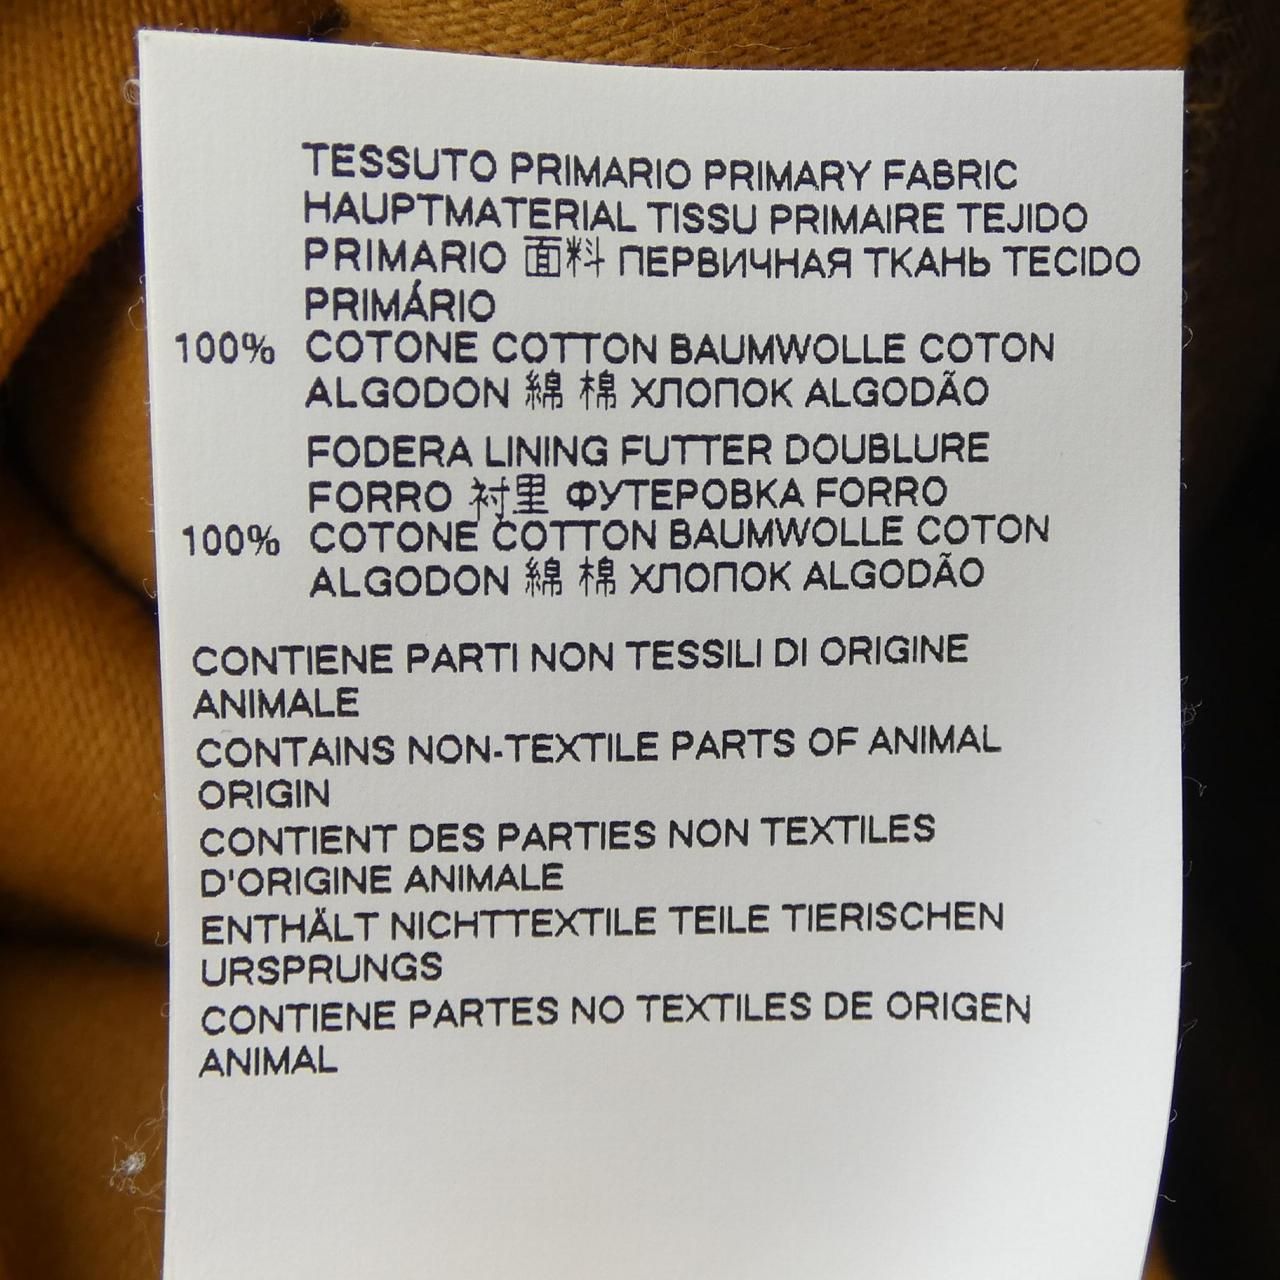 TESSUTO PRIMARIO PRIMARY FABRIC
HAUPTMATERIAL TISSU PRIMAIRE TEJIDO
PRIMARIO 面料 ПЕРВИЧНАЯ ТКАНЬ TECIDO
PRIMÁRIO
100% COTONE COTTON BAUMWOLLE COTON
ALGODON 綿 棉 ХЛОПОК ALGODÃO
FODERA LINING FUTTER DOUBLURE
FORRO 衬里 ФУТЕРОВКА FORRO
100% COTONE COTTON BAUMWOLLE COTON
ALGODON 綿 棉 ХЛОПОК ALGODÃO
CONTIENE PARTI NON TESSILI DI ORIGINE
ANIMALE
CONTAINS NON-TEXTILE PARTS OF ANIMAL
ORIGIN
CONTIENT DES PARTIES NON TEXTILES
D'ORIGINE ANIMALE
ENTHÄLT NICHTTEXTILE TEILE TIERISCHEN
URSPRUNGS
CONTIENE PARTES NO TEXTILES DE ORIGEN
ANIMAL